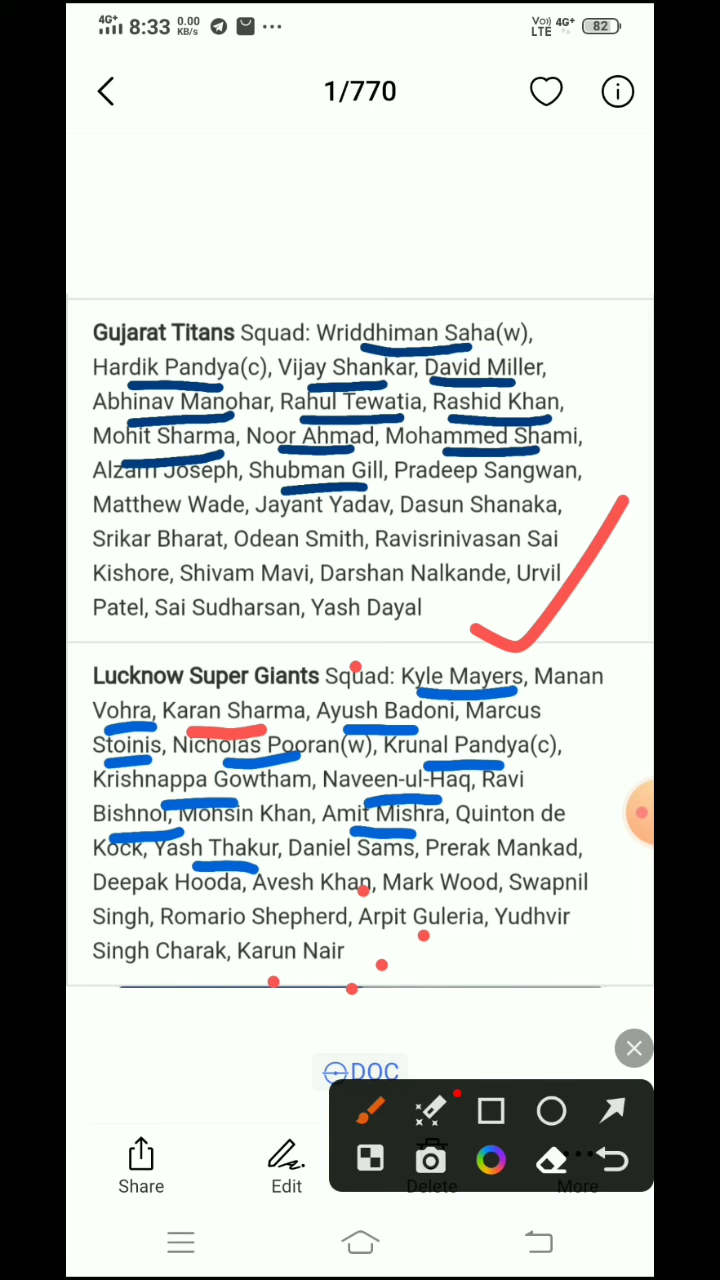 4G+ 8:33 0.00 KB/s ••• Vo)) LTE 4G+ 82
1/770
Gujarat Titans Squad: Wriddhiman Saha(w),
Hardik Pandya(c), Vijay Shankar, David Miller,
Abhinav Manohar, Rahul Tewatia, Rashid Khan,
Mohit Sharma, Noor Ahmad, Mohammed Shami,
Alzarri Joseph, Shubman Gill, Pradeep Sangwan,
Matthew Wade, Jayant Yadav, Dasun Shanaka,
Srikar Bharat, Odean Smith, Ravisrinivasan Sai
Kishore, Shivam Mavi, Darshan Nalkande, Urvil
Patel, Sai Sudharsan, Yash Dayal
Lucknow Super Giants Squad: Kyle Mayers, Manan
Vohra, Karan Sharma, Ayush Badoni, Marcus
Stoinis, Nicholas Pooran(w), Krunal Pandya(c),
Krishnappa Gowtham, Naveen-ul-Haq, Ravi
Bishnoi, Mohsin Khan, Amit Mishra, Quinton de
Kock, Yash Thakur, Daniel Sams, Prerak Mankad,
Deepak Hooda, Avesh Khan, Mark Wood, Swapnil
Singh, Romario Shepherd, Arpit Guleria, Yudhvir
Singh Charak, Karun Nair
DOC
Share Edit Delete More